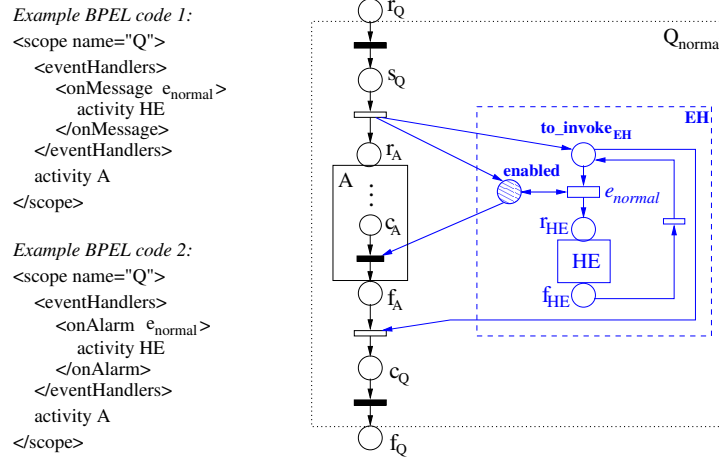 Example BPEL code 1:
<scope name="Q">
<eventHandlers>
<onMessage e_normal>
activity HE
</onMessage>
</eventHandlers>
activity A
</scope>
Example BPEL code 2:
<scope name="Q">
<eventHandlers>
<onAlarm e_normal>
activity HE
</onAlarm>
</eventHandlers>
activity A
</scope>
r_Q
Q_normal
s_Q
EH
to_invoke_EH
r_A
enabled
A
e_normal
c_A
r_HE
HE
f_A
f_HE
c_Q
f_Q